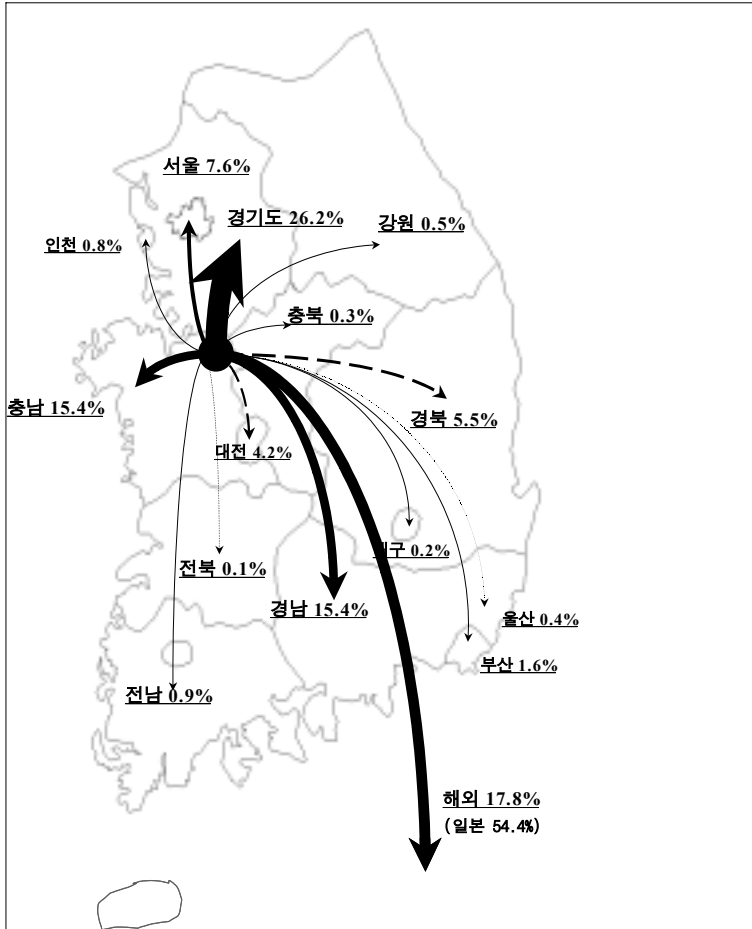 서울 7.6%
경기도 26.2%
강원 0.5%
인천 0.8%
충북 0.3%
충남 15.4%
경북 5.5%
대전 4.2%
대구 0.2%
전북 0.1%
경남 15.4%
울산 0.4%
부산 1.6%
전남 0.9%
해외 17.8%
(일본 54.4%)